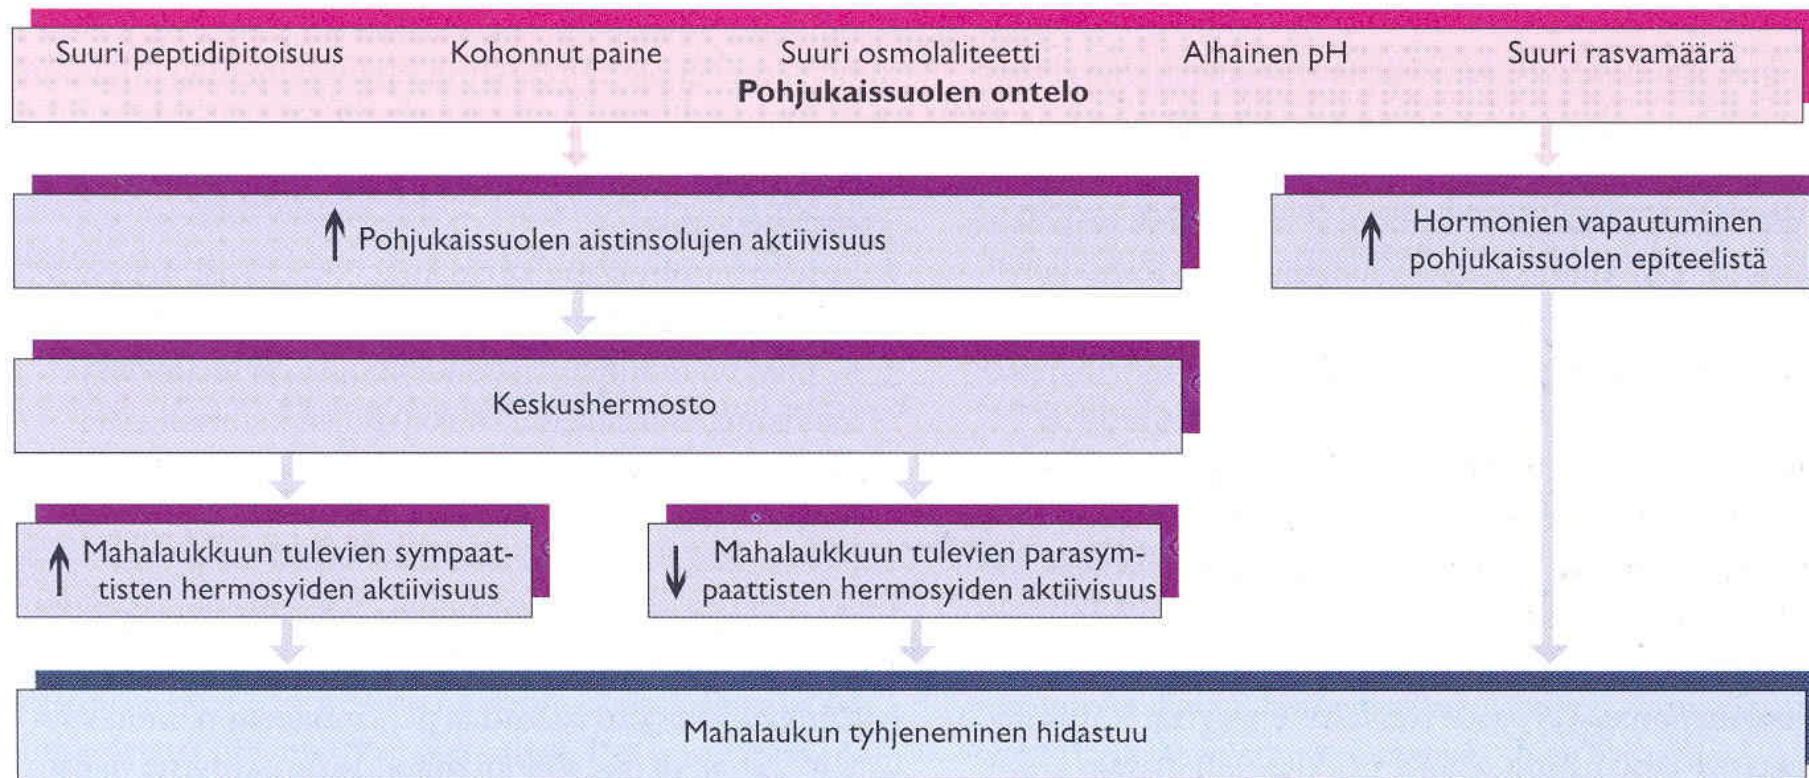 Suuri peptidipitoisuus Kohonnut paine Suuri osmolaliteetti Alhainen pH Suuri rasvamäärä
Pohjukaissuolen ontelo
↑ Pohjukaissuolen aistinsolujen aktiivisuus
↑ Hormonien vapautuminen
pohjukaissuolen epiteelistä
Keskushermosto
↑ Mahalaukkuun tulevien sympaat-
tisten hermosyiden aktiivisuus
↓ Mahalaukkuun tulevien parasym-
paattisten hermosyiden aktiivisuus
Mahalaukun tyhjeneminen hidastuu